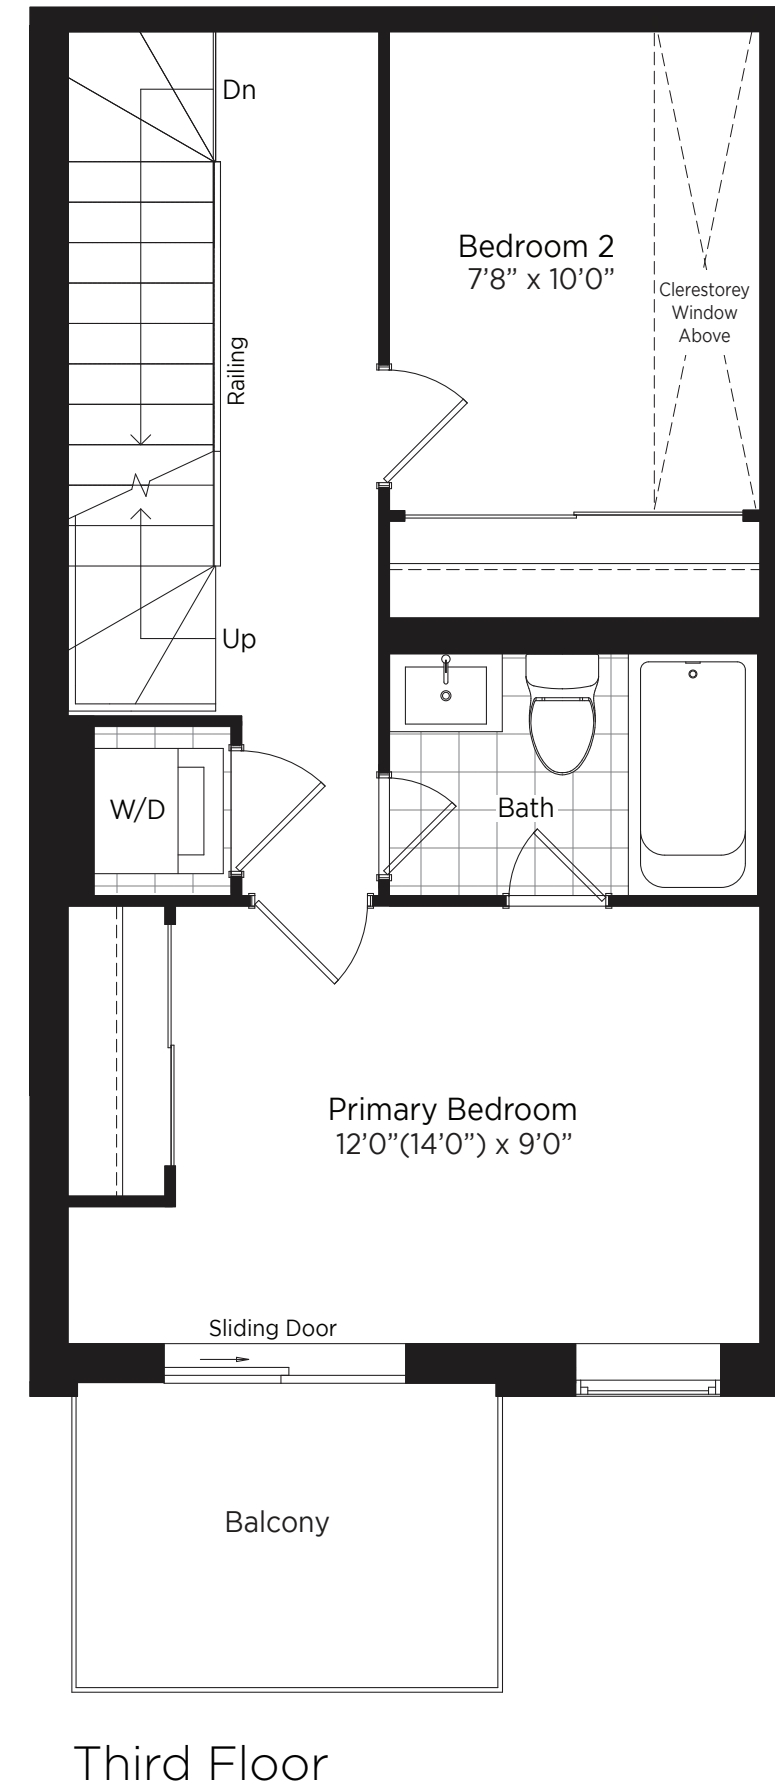 Dn
Bedroom 2
7’8” x 10’0”
Clerestorey
Window
Above
Railing
Up
W/D
Bath
Primary Bedroom
12’0”(14’0”) x 9’0”
Sliding Door
Balcony
Third Floor